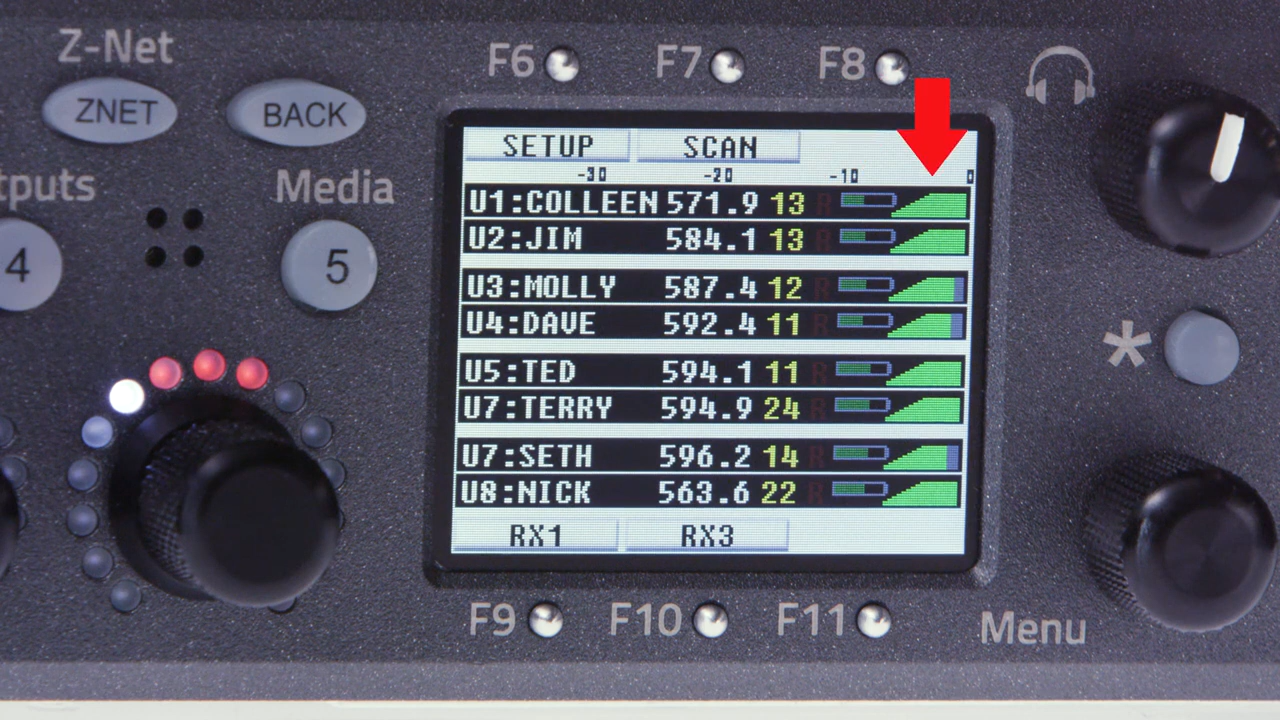 Z-Net
F6 F7 F8
ZNET BACK
SETUP SCAN
-30 -20 -10 0
Media
4 5
U1:COLLEEN 571.9 13 R
U2:JIM 584.1 13 R
U3:MOLLY 587.4 12 R
U4:DAVE 592.4 11 R
*
U5:TED 594.1 11 R
U7:TERRY 594.9 24 R
U7:SETH 596.2 14 R
U8:NICK 563.6 22 R
RX1 RX3
F9 F10 F11
Menu